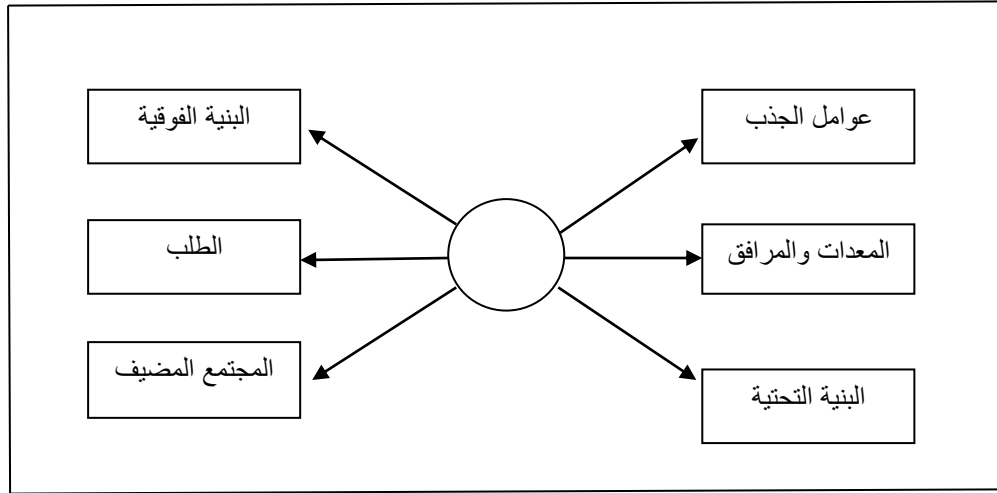 عوامل الجذب
البنية الفوقية
المعدات والمرافق
الطلب
المجتمع المضيف
البنية التحتية